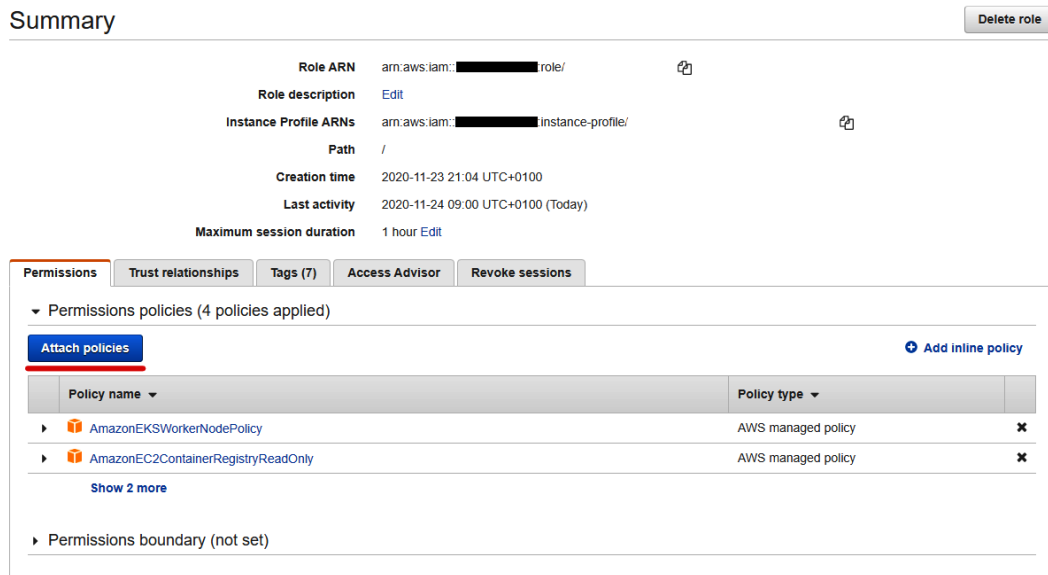 Summary
Delete role
Role ARN arn:aws:iam:: :role/
Role description Edit
Instance Profile ARNs arn:aws:iam:: :instance-profile/
Path /
Creation time 2020-11-23 21:04 UTC+0100
Last activity 2020-11-24 09:00 UTC+0100 (Today)
Maximum session duration 1 hour Edit
Permissions Trust relationships Tags (7) Access Advisor Revoke sessions
Permissions policies (4 policies applied)
Attach policies Add inline policy
Policy name Policy type
AmazonEKSWorkerNodePolicy AWS managed policy
AmazonEC2ContainerRegistryReadOnly AWS managed policy
Show 2 more
Permissions boundary (not set)